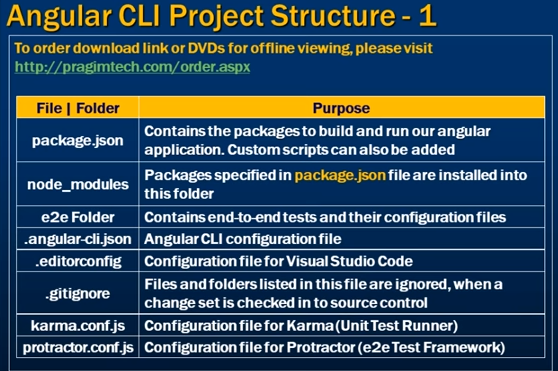 Angular CLI Project Structure - 1
To order download link or DVDs for offline viewing, please visit
http://pragimtech.com/order.aspx
File | Folder Purpose
package.json Contains the packages to build and run our angular
application. Custom scripts can also be added
node_modules Packages specified in package.json file are installed into
this folder
e2e Folder Contains end-to-end tests and their configuration files
.angular-cli.json Angular CLI configuration file
.editorconfig Configuration file for Visual Studio Code
.gitignore Files and folders listed in this file are ignored, when a
change set is checked in to source control
karma.conf.js Configuration file for Karma (Unit Test Runner)
protractor.conf.js Configuration file for Protractor (e2e Test Framework)